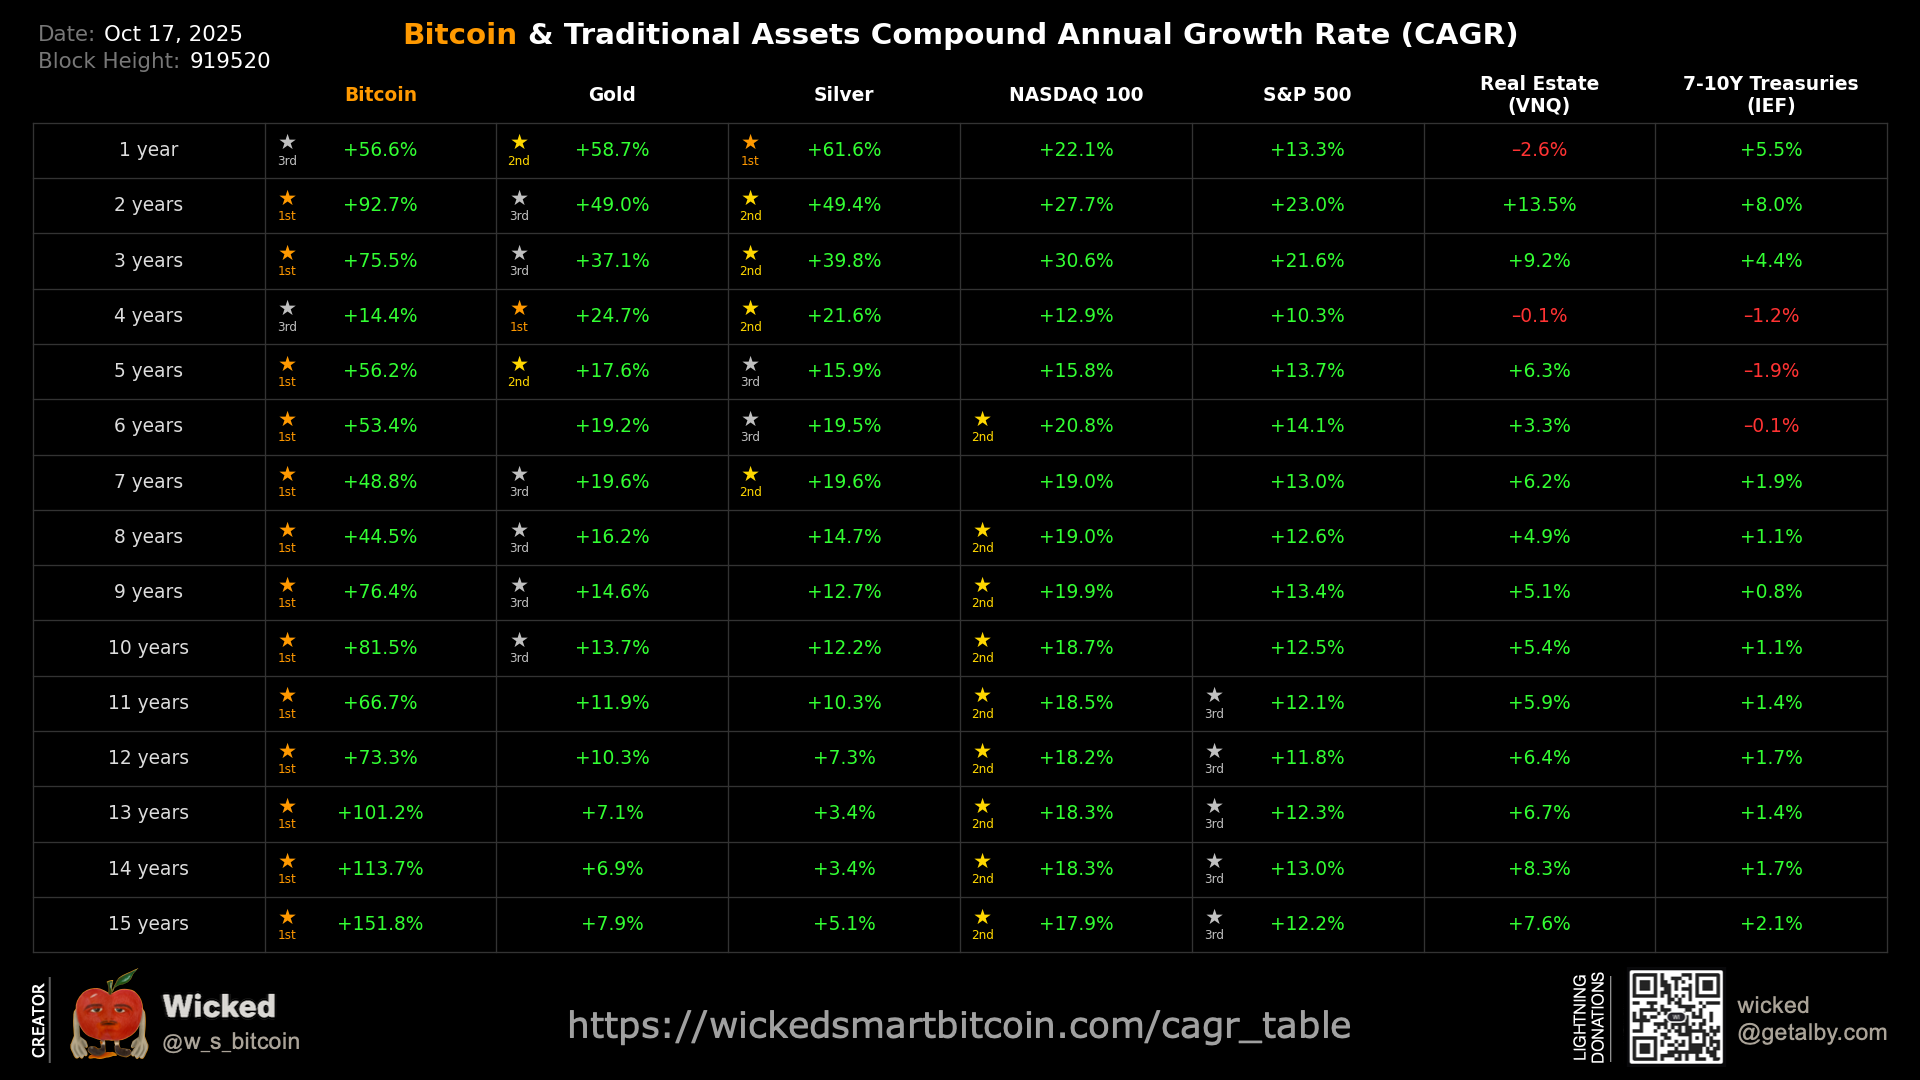 Date: Oct 17, 2025
Block Height: 919520
Bitcoin & Traditional Assets Compound Annual Growth Rate (CAGR)
Bitcoin Gold Silver NASDAQ 100 S&P 500 Real Estate (VNQ) 7-10Y Treasuries (IEF)
1 year ★ 3rd +56.6% ★ 2nd +58.7% ★ 1st +61.6% +22.1% +13.3% –2.6% +5.5%
2 years ★ 1st +92.7% ★ 3rd +49.0% ★ 2nd +49.4% +27.7% +23.0% +13.5% +8.0%
3 years ★ 1st +75.5% ★ 3rd +37.1% ★ 2nd +39.8% +30.6% +21.6% +9.2% +4.4%
4 years ★ 3rd +14.4% ★ 1st +24.7% ★ 2nd +21.6% +12.9% +10.3% –0.1% –1.2%
5 years ★ 1st +56.2% ★ 2nd +17.6% ★ 3rd +15.9% +15.8% +13.7% +6.3% –1.9%
6 years ★ 1st +53.4% +19.2% ★ 3rd +19.5% ★ 2nd +20.8% +14.1% +3.3% –0.1%
7 years ★ 1st +48.8% ★ 3rd +19.6% ★ 2nd +19.6% +19.0% +13.0% +6.2% +1.9%
8 years ★ 1st +44.5% ★ 3rd +16.2% +14.7% ★ 2nd +19.0% +12.6% +4.9% +1.1%
9 years ★ 1st +76.4% ★ 3rd +14.6% +12.7% ★ 2nd +19.9% +13.4% +5.1% +0.8%
10 years ★ 1st +81.5% ★ 3rd +13.7% +12.2% ★ 2nd +18.7% +12.5% +5.4% +1.1%
11 years ★ 1st +66.7% +11.9% +10.3% ★ 2nd +18.5% ★ 3rd +12.1% +5.9% +1.4%
12 years ★ 1st +73.3% +10.3% +7.3% ★ 2nd +18.2% ★ 3rd +11.8% +6.4% +1.7%
13 years ★ 1st +101.2% +7.1% +3.4% ★ 2nd +18.3% ★ 3rd +12.3% +6.7% +1.4%
14 years ★ 1st +113.7% +6.9% +3.4% ★ 2nd +18.3% ★ 3rd +13.0% +8.3% +1.7%
15 years ★ 1st +151.8% +7.9% +5.1% ★ 2nd +17.9% ★ 3rd +12.2% +7.6% +2.1%
CREATOR
Wicked
@w_s_bitcoin
https://wickedsmartbitcoin.com/cagr_table
LIGHTNING
DONATIONS
wicked
@getalby.com